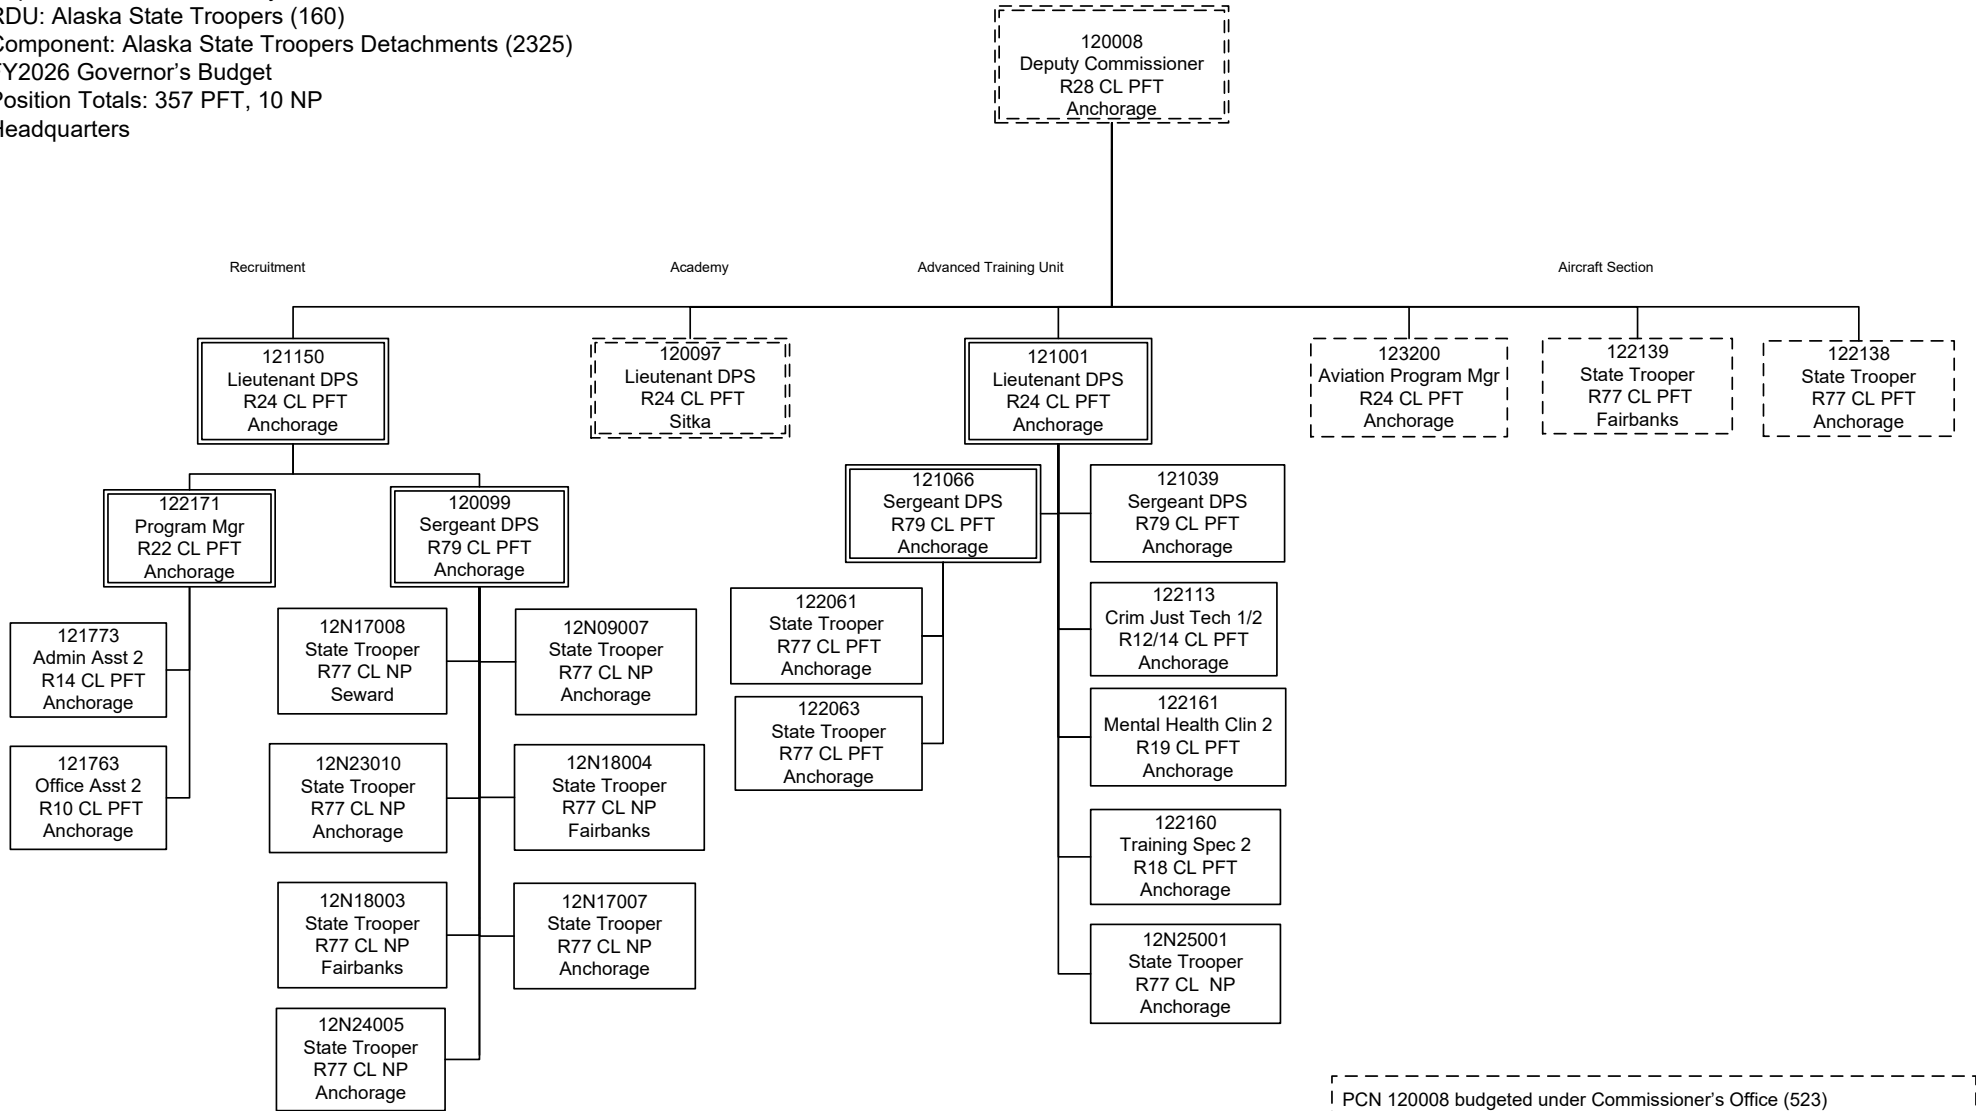 RDU: Alaska State Troopers (160)
Component: Alaska State Troopers Detachments (2325)
FY2026 Governor's Budget
Position Totals: 357 PFT, 10 NP
Headquarters
120008
Deputy Commissioner
R28 CL PFT
Anchorage
Recruitment
Academy
Advanced Training Unit
Aircraft Section
121150
Lieutenant DPS
R24 CL PFT
Anchorage
120097
Lieutenant DPS
R24 CL PFT
Sitka
121001
Lieutenant DPS
R24 CL PFT
Anchorage
123200
Aviation Program Mgr
R24 CL PFT
Anchorage
122139
State Trooper
R77 CL PFT
Fairbanks
122138
State Trooper
R77 CL PFT
Anchorage
122171
Program Mgr
R22 CL PFT
Anchorage
120099
Sergeant DPS
R79 CL PFT
Anchorage
121066
Sergeant DPS
R79 CL PFT
Anchorage
121039
Sergeant DPS
R79 CL PFT
Anchorage
121773
Admin Asst 2
R14 CL PFT
Anchorage
12N17008
State Trooper
R77 CL NP
Seward
12N09007
State Trooper
R77 CL NP
Anchorage
122061
State Trooper
R77 CL PFT
Anchorage
122113
Crim Just Tech 1/2
R12/14 CL PFT
Anchorage
121763
Office Asst 2
R10 CL PFT
Anchorage
12N23010
State Trooper
R77 CL NP
Anchorage
12N18004
State Trooper
R77 CL NP
Fairbanks
122063
State Trooper
R77 CL PFT
Anchorage
122161
Mental Health Clin 2
R19 CL PFT
Anchorage
122160
Training Spec 2
R18 CL PFT
Anchorage
12N18003
State Trooper
R77 CL NP
Fairbanks
12N17007
State Trooper
R77 CL NP
Anchorage
12N25001
State Trooper
R77 CL NP
Anchorage
12N24005
State Trooper
R77 CL NP
Anchorage
PCN 120008 budgeted under Commissioner's Office (523)